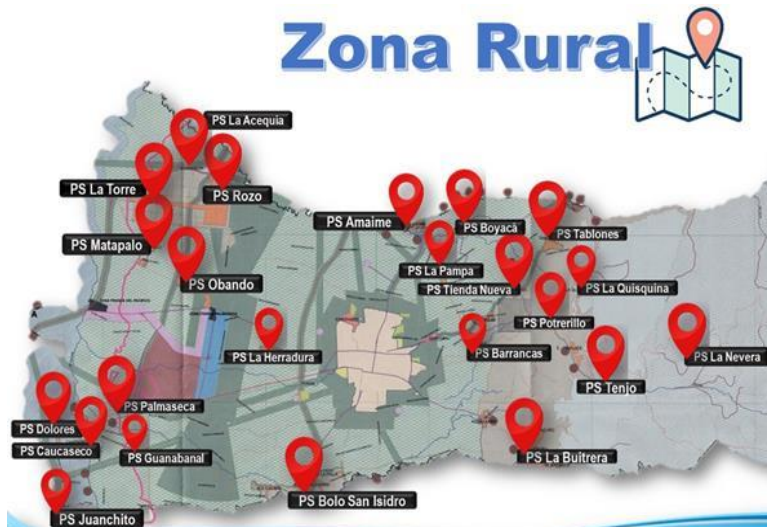 Zona Rural
PS La Acequia
PS La Torre
PS Rozo
PS Matapalo
PS Obando
PS Amaime
PS Boyacá
PS Tablones
PS La Pampa
PS Tienda Nueva
PS La Quisquina
PS Potrerillo
PS La Herradura
PS Barrancas
PS La Nevera
PS Tenjo
PS Palmaseca
PS Dolores
PS Caucaseco
PS Guanabanal
PS La Buitrera
PS Bolo San Isidro
PS Juanchito
A